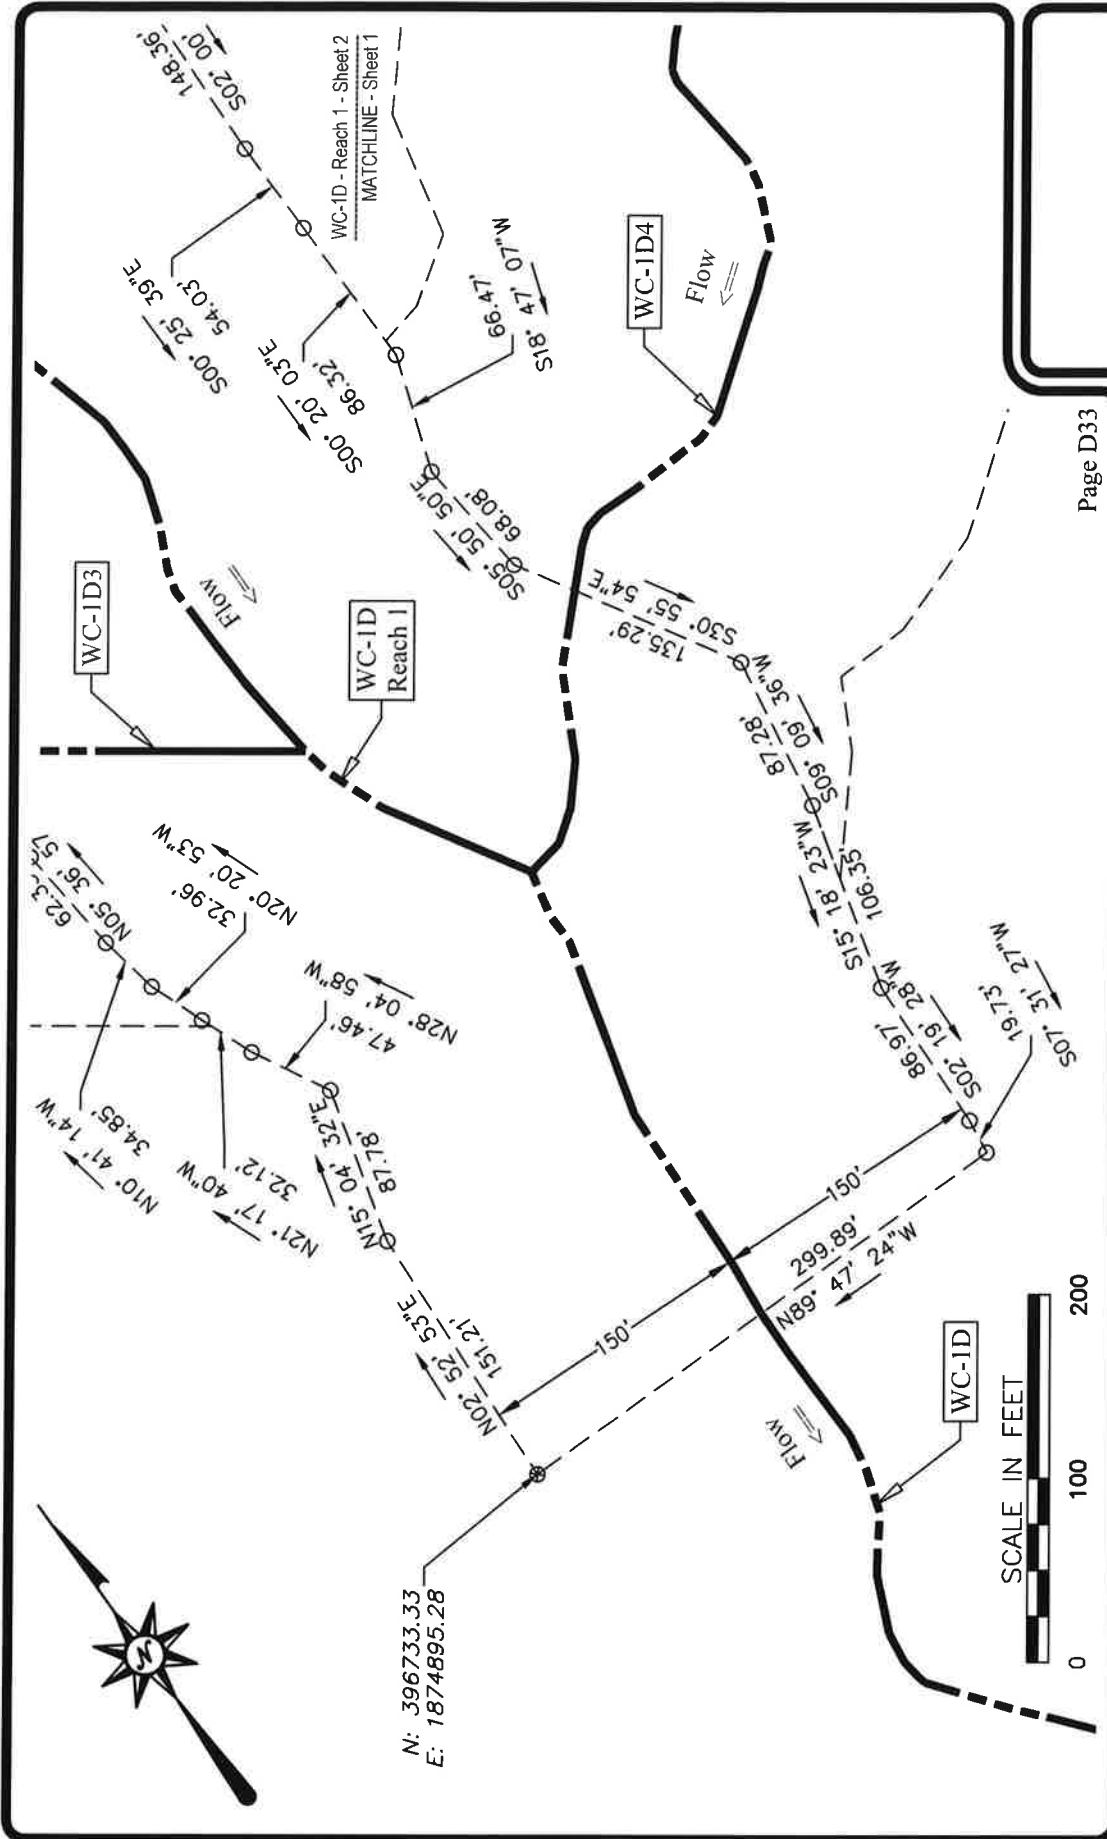 148.36'
S02° 00'
WC-1D - Reach 1 - Sheet 2
MATCHLINE - Sheet 1
S00° 25' 39"E
54.03'
S00° 20' 03"E
86.32'
66.47'
S18° 47' 07"W
WC-1D4
Flow
S05° 50' 50"E
68.08'
WC-1D3
Flow
WC-1D
Reach 1
135.29'
S30° 55' 54"E
87.28'
S09° 09' 36"W
S15° 18' 23"W
106.35'
86.97'
S02° 19' 28"W
19.73'
S07° 31' 27"W
62.3
N05° 36' 57
32.96'
N20° 20' 53"W
47.46'
N28° 04' 58"W
N10° 41' 14"W
34.85'
N21° 17' 40"W
32.12'
N15° 04' 32"E
87.78'
N02° 52' 53"E
151.21'
150'
150'
299.89'
N89° 47' 24"W
Flow
WC-1D
N
N: 396733.33
E: 1874895.28
SCALE IN FEET
0 100 200
Page D33